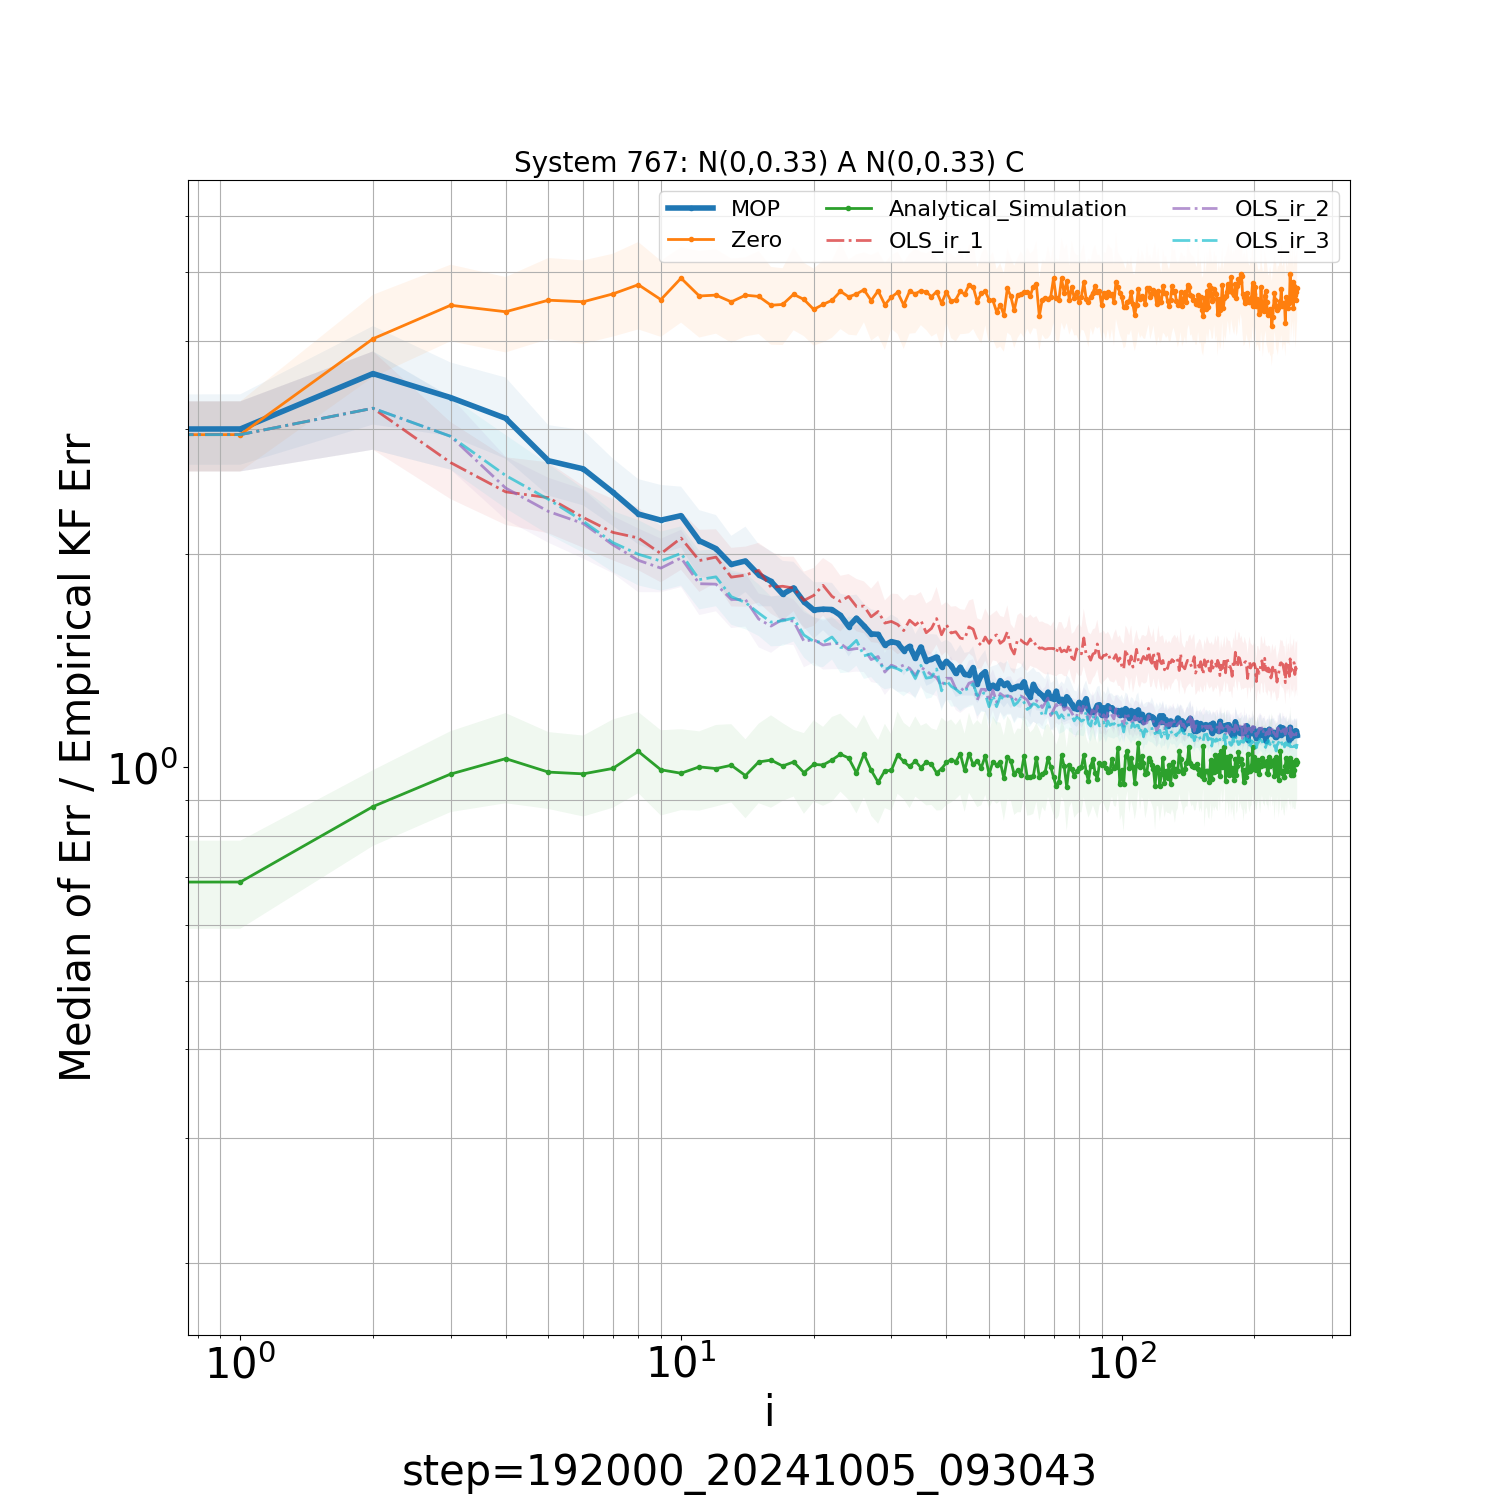 System 767: N(0,0.33) A N(0,0.33) C
MOP
Zero
Analytical_Simulation
OLS_ir_1
OLS_ir_2
OLS_ir_3
Median of Err / Empirical KF Err
10⁰
10⁰
10¹
10²
i
step=192000_20241005_093043